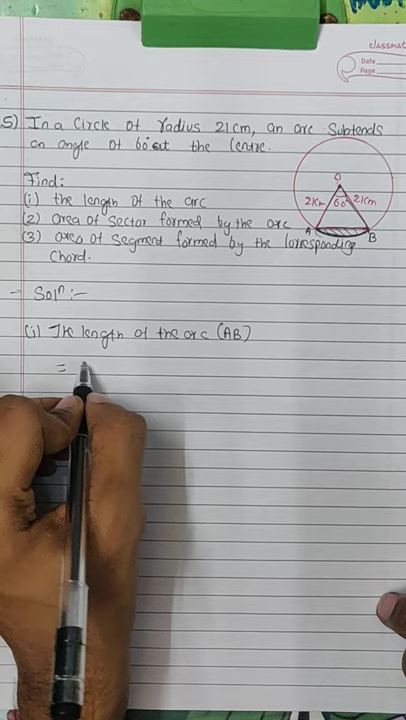 classmate
Date
Page
5) In a Circle of radius 21cm, an arc subtends
an angle of 60° at the Centre.
O
21cm 60° 21cm
A B
Find:
(i) the length of the arc
(2) area of sector formed by the arc
(3) area of segment formed by the corresponding
Chord.
→ Solⁿ:-
(i) The length of the arc (AB)
=